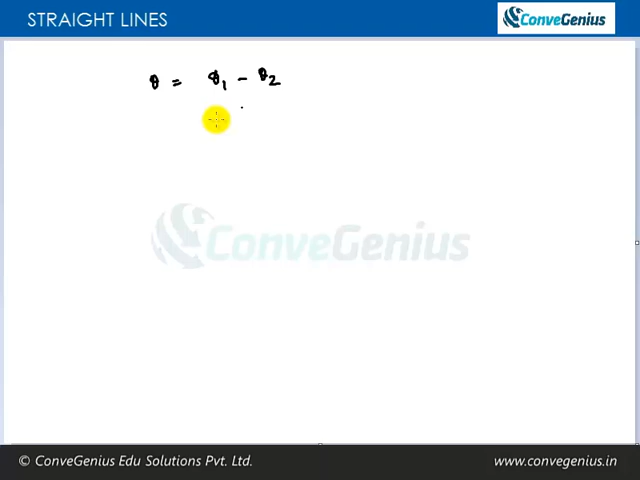 STRAIGHT LINES
ConveGenius
θ = θ₁ - θ₂
ConveGenius
© ConveGenius Edu Solutions Pvt. Ltd.
www.convegenius.in